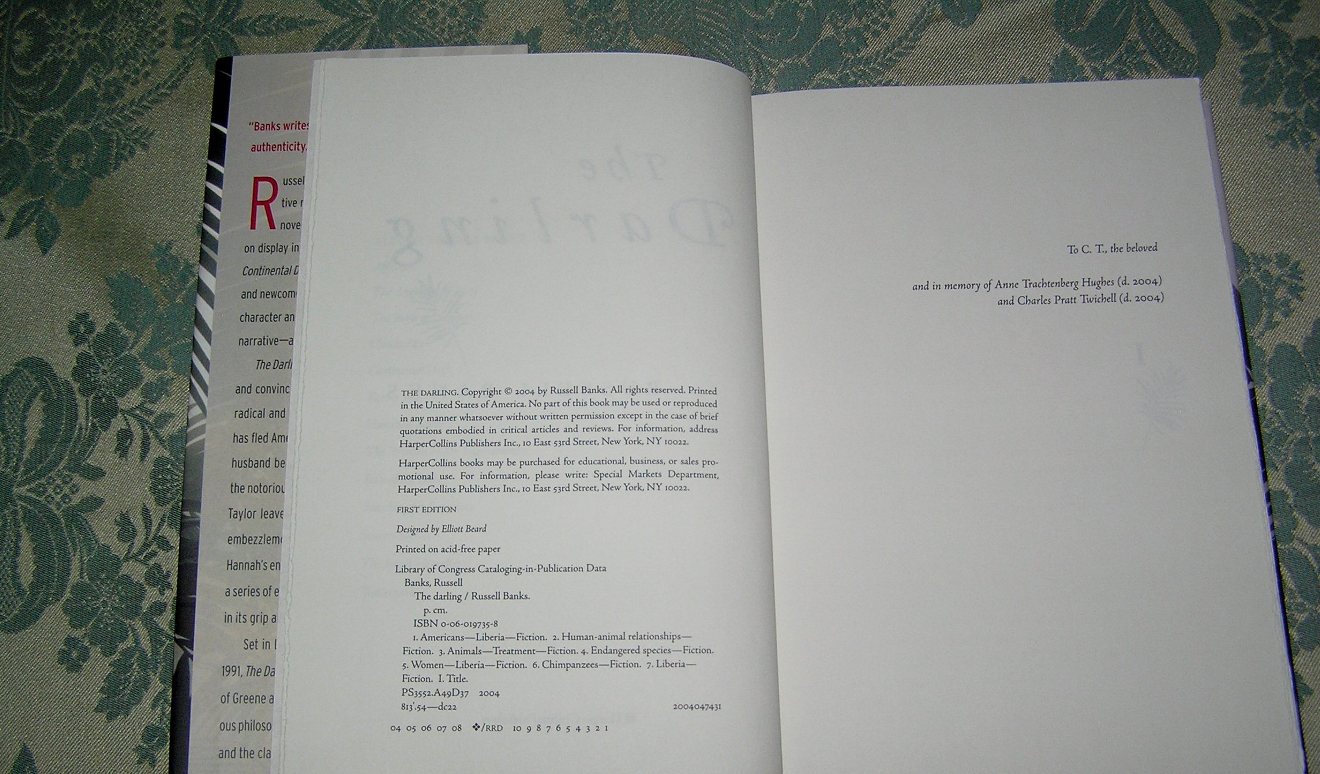 "Banks writes
authenticity.
Russel
tive r
nove
on display in
Continental D
and newcom
character an
narrative—a
The Darli
and convinc
radical and
has fled Ame
husband be
the notoriou
Taylor leave
embezzleme
Hannah's en
a series of e
in its grip a
Set in l
1991, The Da
of Greene a
ous philoso
and the cla
The
Darling
THE DARLING. Copyright © 2004 by Russell Banks. All rights reserved. Printed
in the United States of America. No part of this book may be used or reproduced
in any manner whatsoever without written permission except in the case of brief
quotations embodied in critical articles and reviews. For information, address
HarperCollins Publishers Inc., 10 East 53rd Street, New York, NY 10022.
HarperCollins books may be purchased for educational, business, or sales pro-
motional use. For information, please write: Special Markets Department,
HarperCollins Publishers Inc., 10 East 53rd Street, New York, NY 10022.
FIRST EDITION
Designed by Elliott Beard
Printed on acid-free paper
Library of Congress Cataloging-in-Publication Data
Banks, Russell
The darling / Russell Banks.
p. cm.
ISBN 0-06-019735-8
1. Americans—Liberia—Fiction. 2. Human-animal relationships—
Fiction. 3. Animals—Treatment—Fiction. 4. Endangered species—Fiction.
5. Women—Liberia—Fiction. 6. Chimpanzees—Fiction. 7. Liberia—
Fiction. I. Title.
PS3552.A49D37 2004
813'.54—dc22 2004047431
04 05 06 07 08 ❖/RRD 10 9 8 7 6 5 4 3 2 1
To C. T., the beloved
and in memory of Anne Trachtenberg Hughes (d. 2004)
and Charles Pratt Twichell (d. 2004)